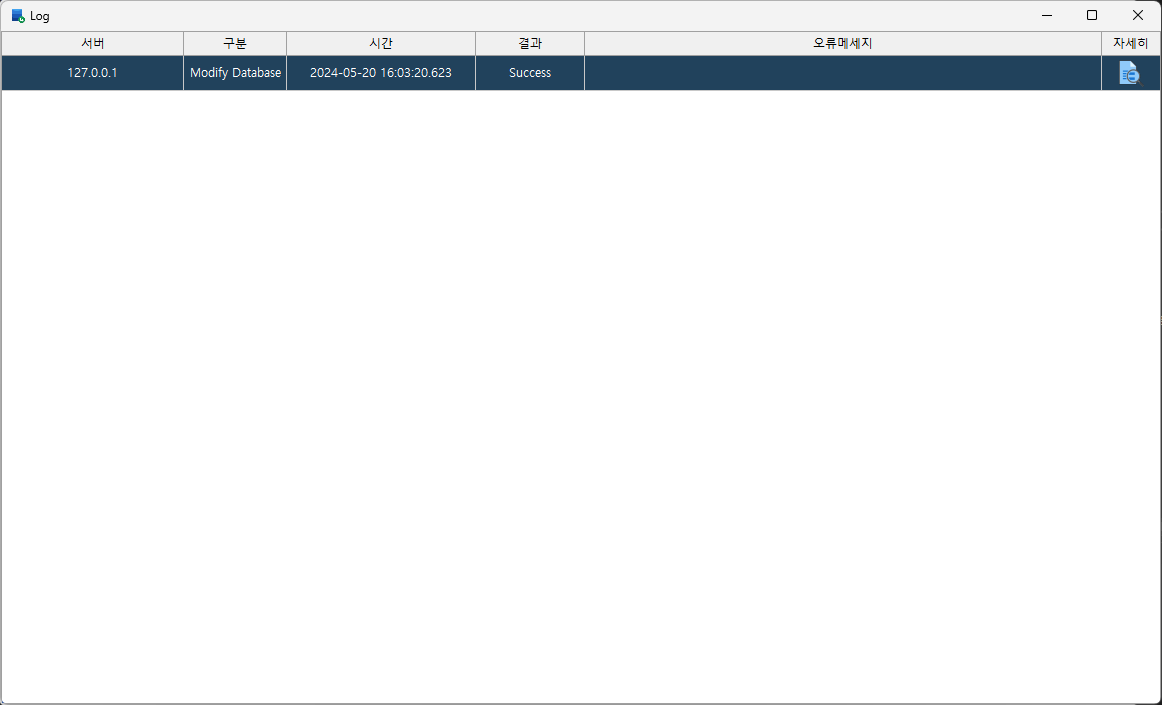 Log
서버 구분 시간 결과 오류메세지 자세히
127.0.0.1 Modify Database 2024-05-20 16:03:20.623 Success